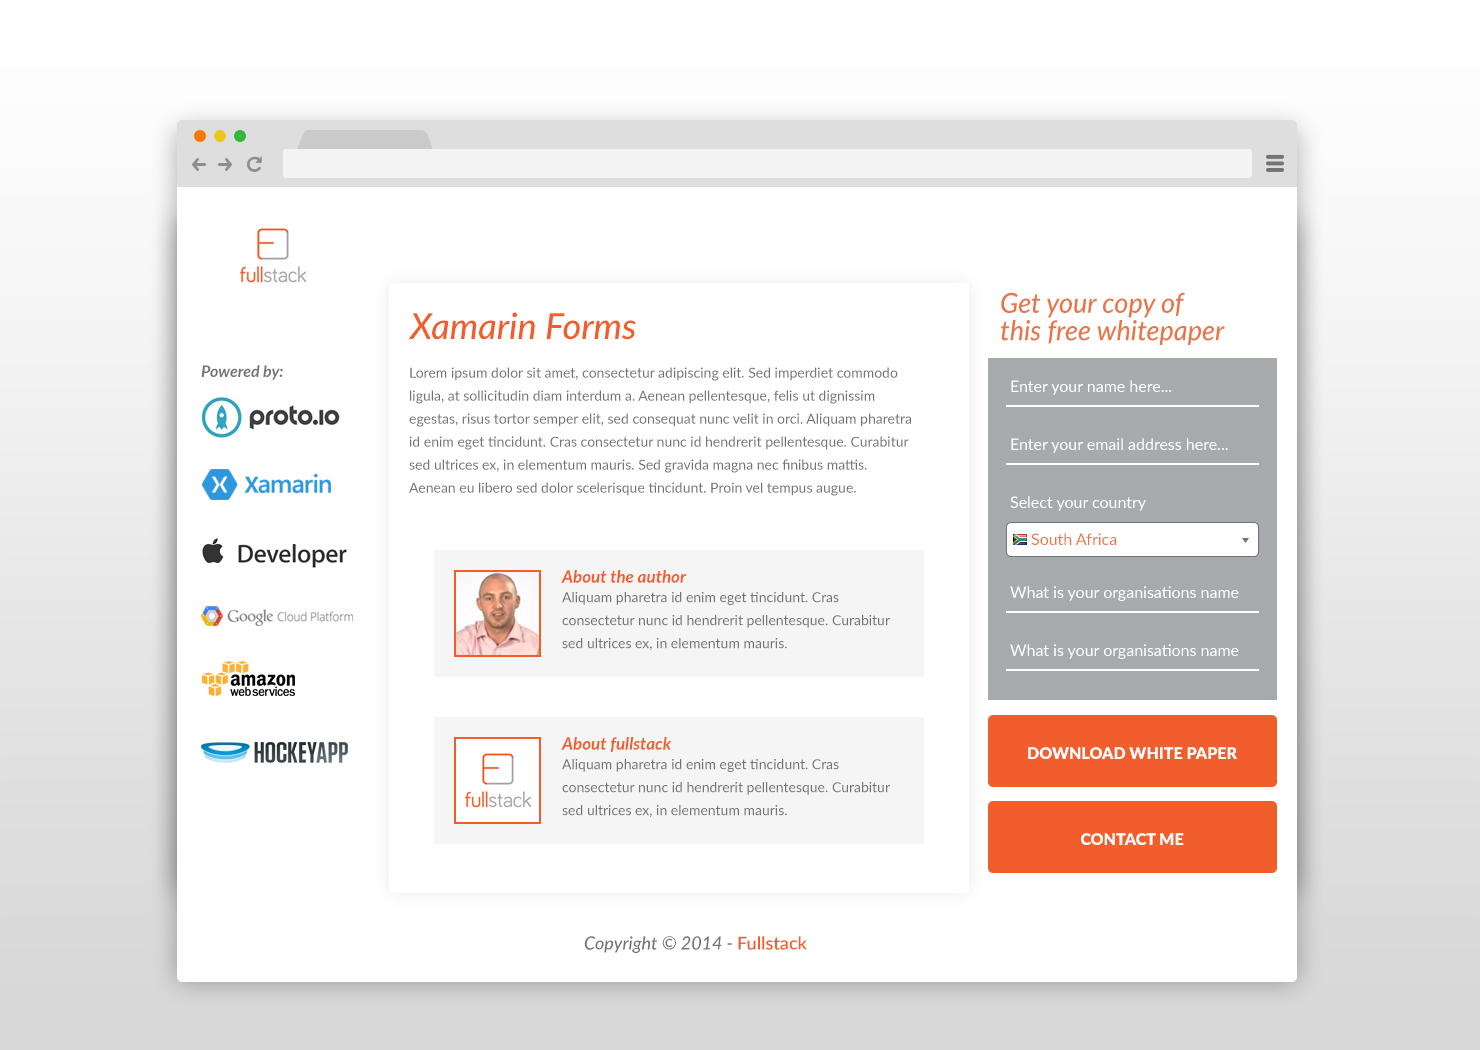 fullstack
Powered by:
proto.io
Xamarin
Developer
Google Cloud Platform
amazon
web services
HOCKEYAPP
Xamarin Forms
Lorem ipsum dolor sit amet, consectetur adipiscing elit. Sed imperdiet commodo
ligula, at sollicitudin diam interdum a. Aenean pellentesque, felis ut dignissim
egestas, risus tortor semper elit, sed consequat nunc velit in orci. Aliquam pharetra
id enim eget tincidunt. Cras consectetur nunc id hendrerit pellentesque. Curabitur
sed ultrices ex, in elementum mauris. Sed gravida magna nec finibus mattis.
Aenean eu libero sed dolor scelerisque tincidunt. Proin vel tempus augue.
About the author
Aliquam pharetra id enim eget tincidunt. Cras
consectetur nunc id hendrerit pellentesque. Curabitur
sed ultrices ex, in elementum mauris.
fullstack
About fullstack
Aliquam pharetra id enim eget tincidunt. Cras
consectetur nunc id hendrerit pellentesque. Curabitur
sed ultrices ex, in elementum mauris.
Get your copy of
this free whitepaper
Enter your name here...
Enter your email address here...
Select your country
South Africa
What is your organisations name
What is your organisations name
DOWNLOAD WHITE PAPER
CONTACT ME
Copyright © 2014 - Fullstack